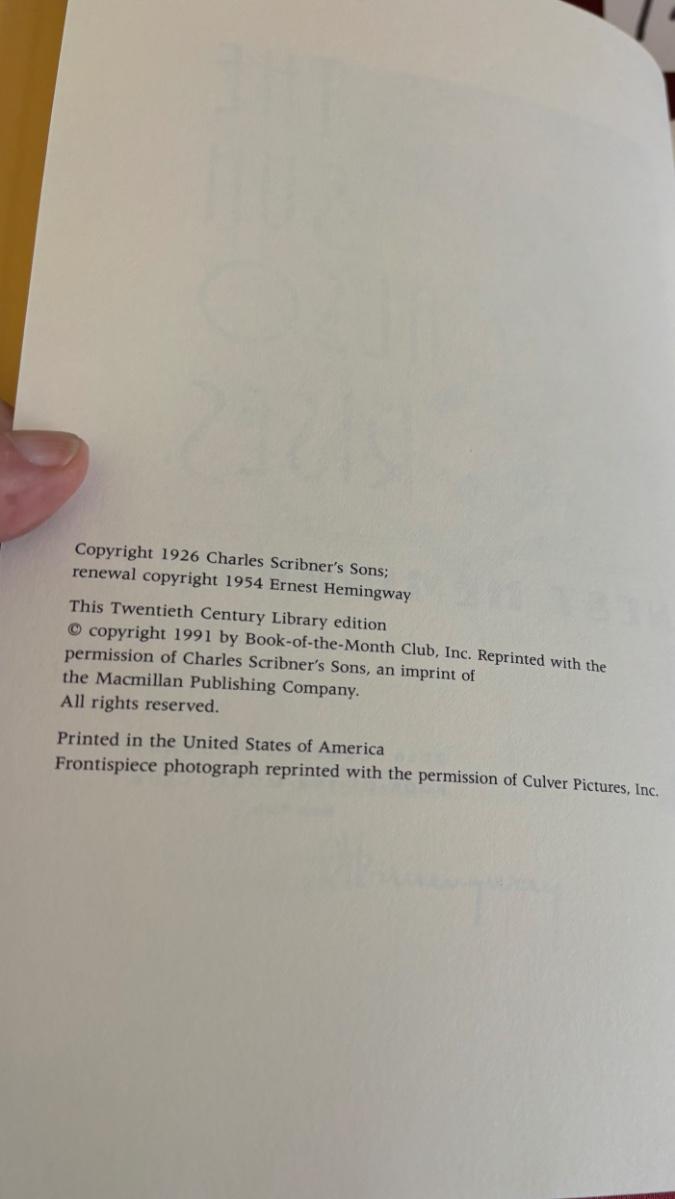 Copyright 1926 Charles Scribner's Sons;
renewal copyright 1954 Ernest Hemingway
This Twentieth Century Library edition
© copyright 1991 by Book-of-the-Month Club, Inc. Reprinted with the
permission of Charles Scribner's Sons, an imprint of
the Macmillan Publishing Company.
All rights reserved.
Printed in the United States of America
Frontispiece photograph reprinted with the permission of Culver Pictures, Inc.